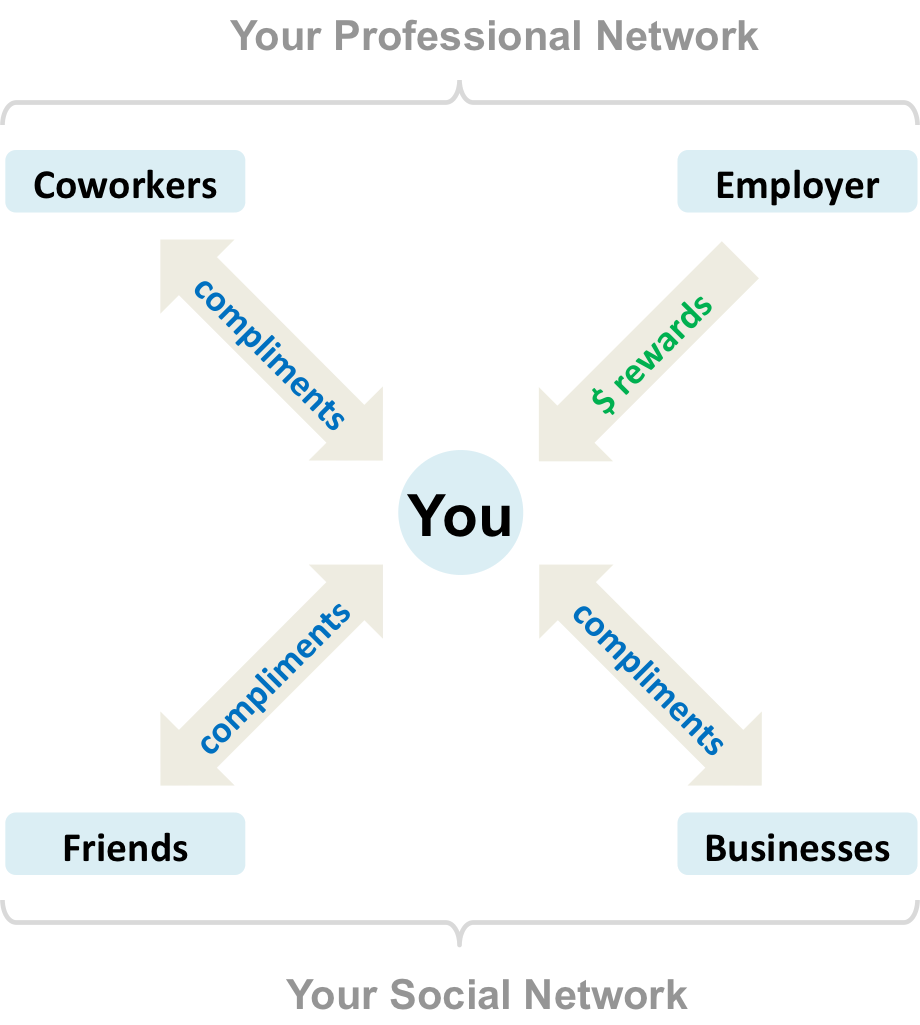 Your Professional Network
Coworkers
Employer
compliments
$ rewards
You
compliments
compliments
Friends
Businesses
Your Social Network